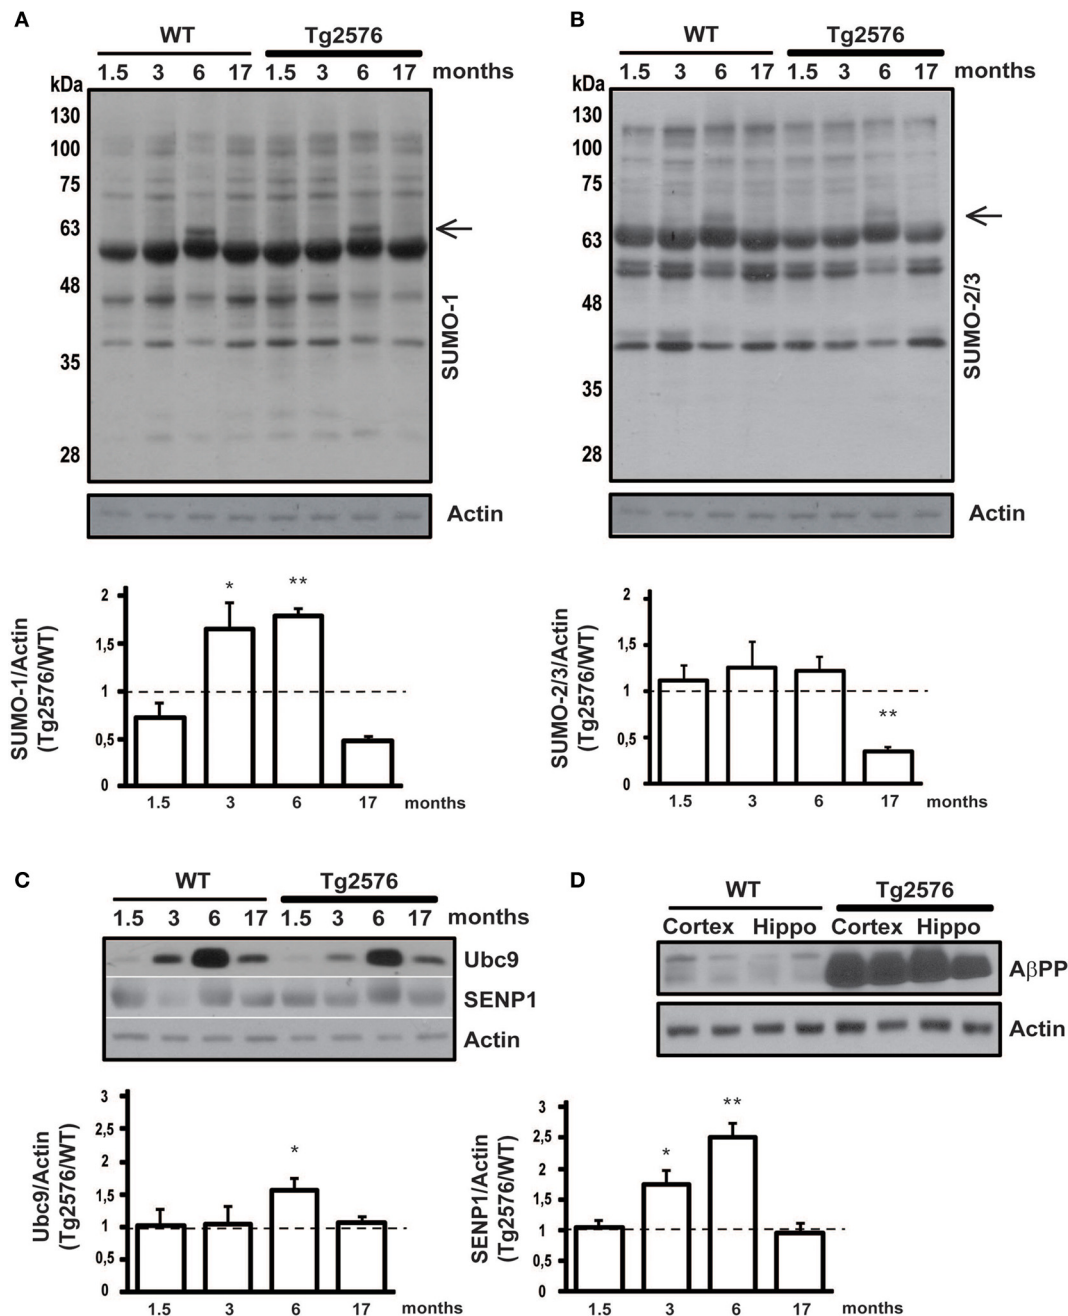 A
WT Tg2576
1.5 3 6 17 1.5 3 6 17 months
kDa
130
100
75
63
48
35
28
SUMO-1
Actin
SUMO-1/Actin
(Tg2576/WT)
2
1,5
1
0,5
0
* **
1.5 3 6 17 months
B
WT Tg2576
1.5 3 6 17 1.5 3 6 17 months
kDa
130
100
75
63
48
35
28
SUMO-2/3
Actin
SUMO-2/3/Actin
(Tg2576/WT)
2
1,5
1
0,5
0
**
1.5 3 6 17 months
C
WT Tg2576
1.5 3 6 17 1.5 3 6 17 months
Ubc9
SENP1
Actin
Ubc9/Actin
(Tg2576/WT)
3
2,5
2
1,5
1
0,5
0
*
1.5 3 6 17 months
D
WT Tg2576
Cortex Hippo Cortex Hippo
AβPP
Actin
SENP1/Actin
(Tg2576/WT)
3
2,5
2
1,5
1
0,5
0
* **
1.5 3 6 17 months